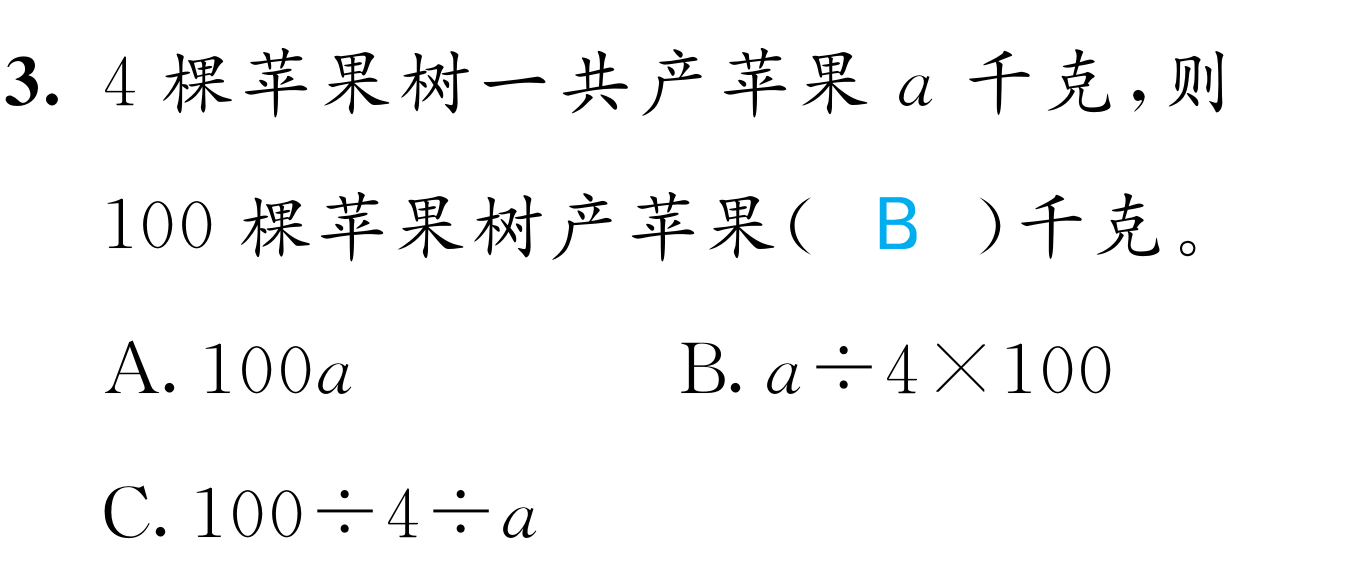 3. 4 棵苹果树一共产苹果 a 千克,则
100 棵苹果树产苹果( B )千克。
A. 100a B. a÷4×100
C. 100÷4÷a